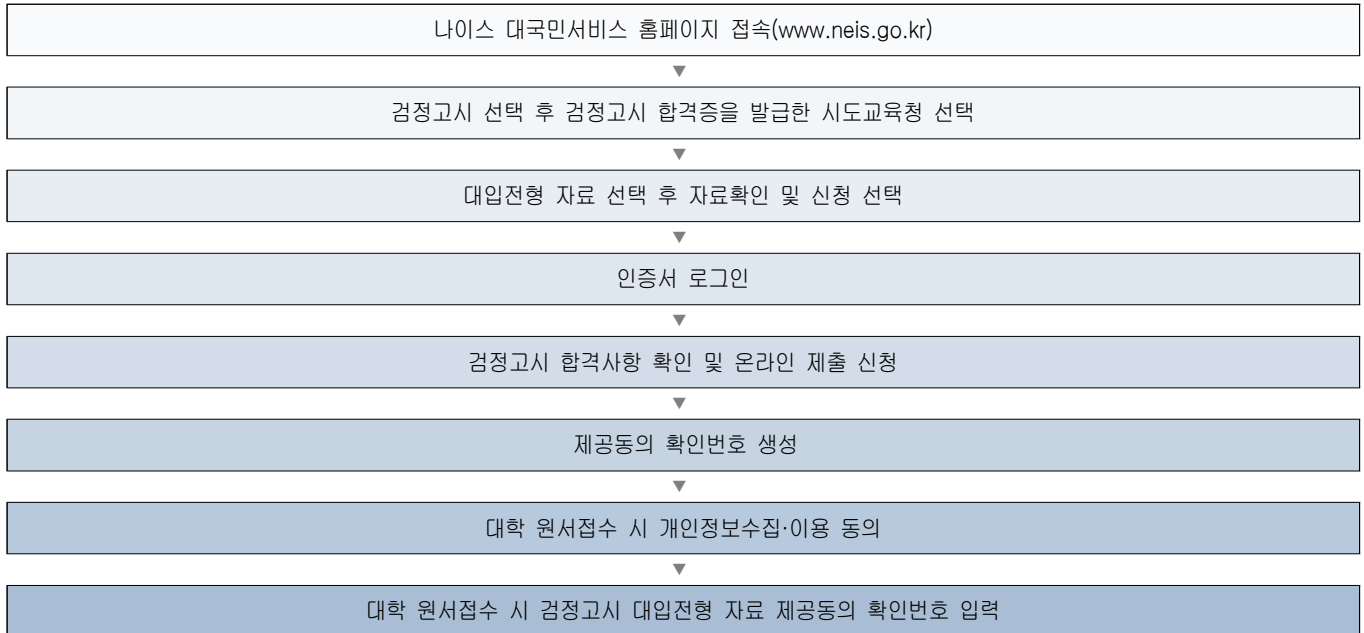 나이스 대국민서비스 홈페이지 접속(www.neis.go.kr)
▼
검정고시 선택 후 검정고시 합격증을 발급한 시도교육청 선택
▼
대입전형 자료 선택 후 자료확인 및 신청 선택
▼
인증서 로그인
▼
검정고시 합격사항 확인 및 온라인 제출 신청
▼
제공동의 확인번호 생성
▼
대학 원서접수 시 개인정보수집·이용 동의
▼
대학 원서접수 시 검정고시 대입전형 자료 제공동의 확인번호 입력